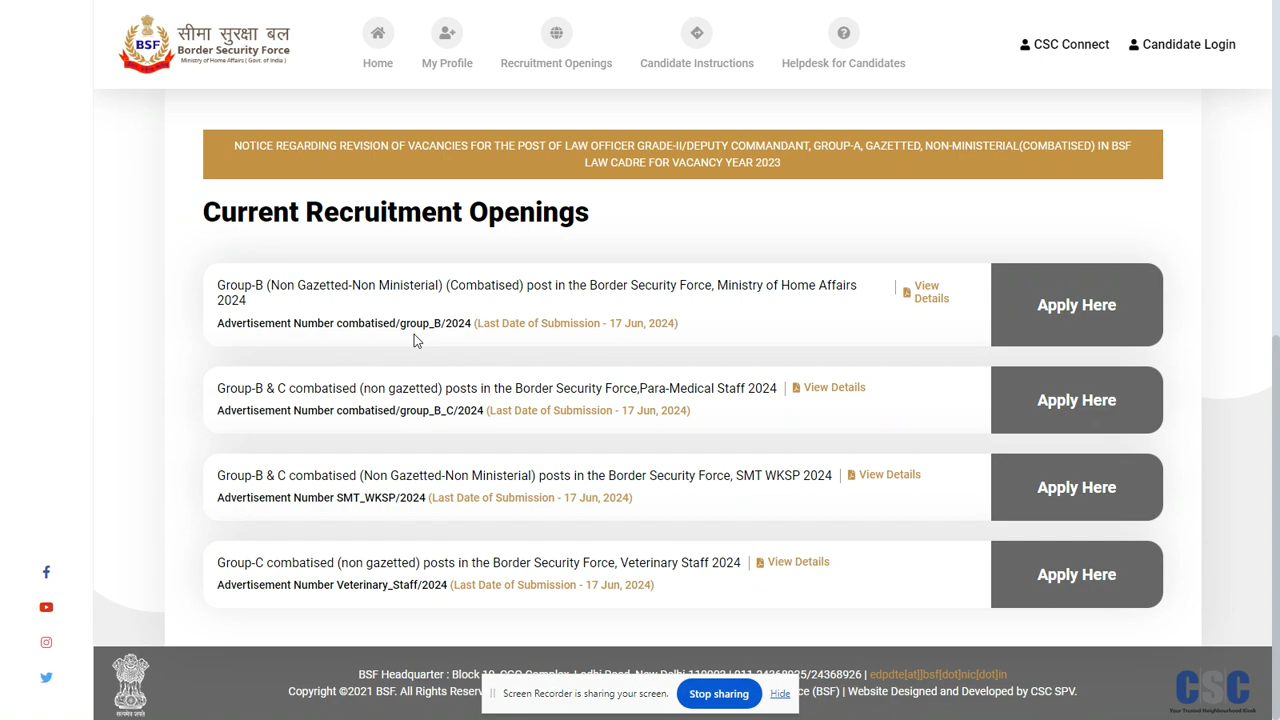 सीमा सुरक्षा बल
Border Security Force
Ministry of Home Affairs ( Govt. of India )
BSF
Home
My Profile
Recruitment Openings
Candidate Instructions
Helpdesk for Candidates
CSC Connect
Candidate Login
NOTICE REGARDING REVISION OF VACANCIES FOR THE POST OF LAW OFFICER GRADE-II/DEPUTY COMMANDANT, GROUP-A, GAZETTED, NON-MINISTERIAL(COMBATISED) IN BSF
LAW CADRE FOR VACANCY YEAR 2023
Current Recruitment Openings
Group-B (Non Gazetted-Non Ministerial) (Combatised) post in the Border Security Force, Ministry of Home Affairs
2024
View
Details
Advertisement Number combatised/group_B/2024 (Last Date of Submission - 17 Jun, 2024)
Apply Here
Group-B & C combatised (non gazetted) posts in the Border Security Force,Para-Medical Staff 2024 View Details
Advertisement Number combatised/group_B_C/2024 (Last Date of Submission - 17 Jun, 2024)
Apply Here
Group-B & C combatised (Non Gazetted-Non Ministerial) posts in the Border Security Force, SMT WKSP 2024 View Details
Advertisement Number SMT_WKSP/2024 (Last Date of Submission - 17 Jun, 2024)
Apply Here
Group-C combatised (non gazetted) posts in the Border Security Force, Veterinary Staff 2024 View Details
Advertisement Number Veterinary_Staff/2024 (Last Date of Submission - 17 Jun, 2024)
Apply Here
BSF Headquarter : Block edpdte[at]]bsf[dot]nic[dot]in
Copyright ©2021 BSF. All (BSF) | Website Designed and Developed by CSC SPV.
Screen Recorder is sharing your screen.
Stop sharing
Hide
सत्यमेव जयते
CSC
Your Trusted Neighbourhood Kiosk